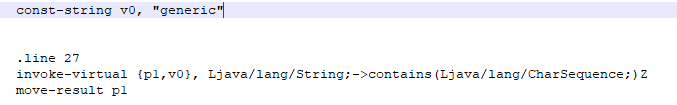 const-string v0, "generic"
.line 27
invoke-virtual {p1,v0}, Ljava/lang/String;->contains(Ljava/lang/CharSequence;)Z
move-result p1